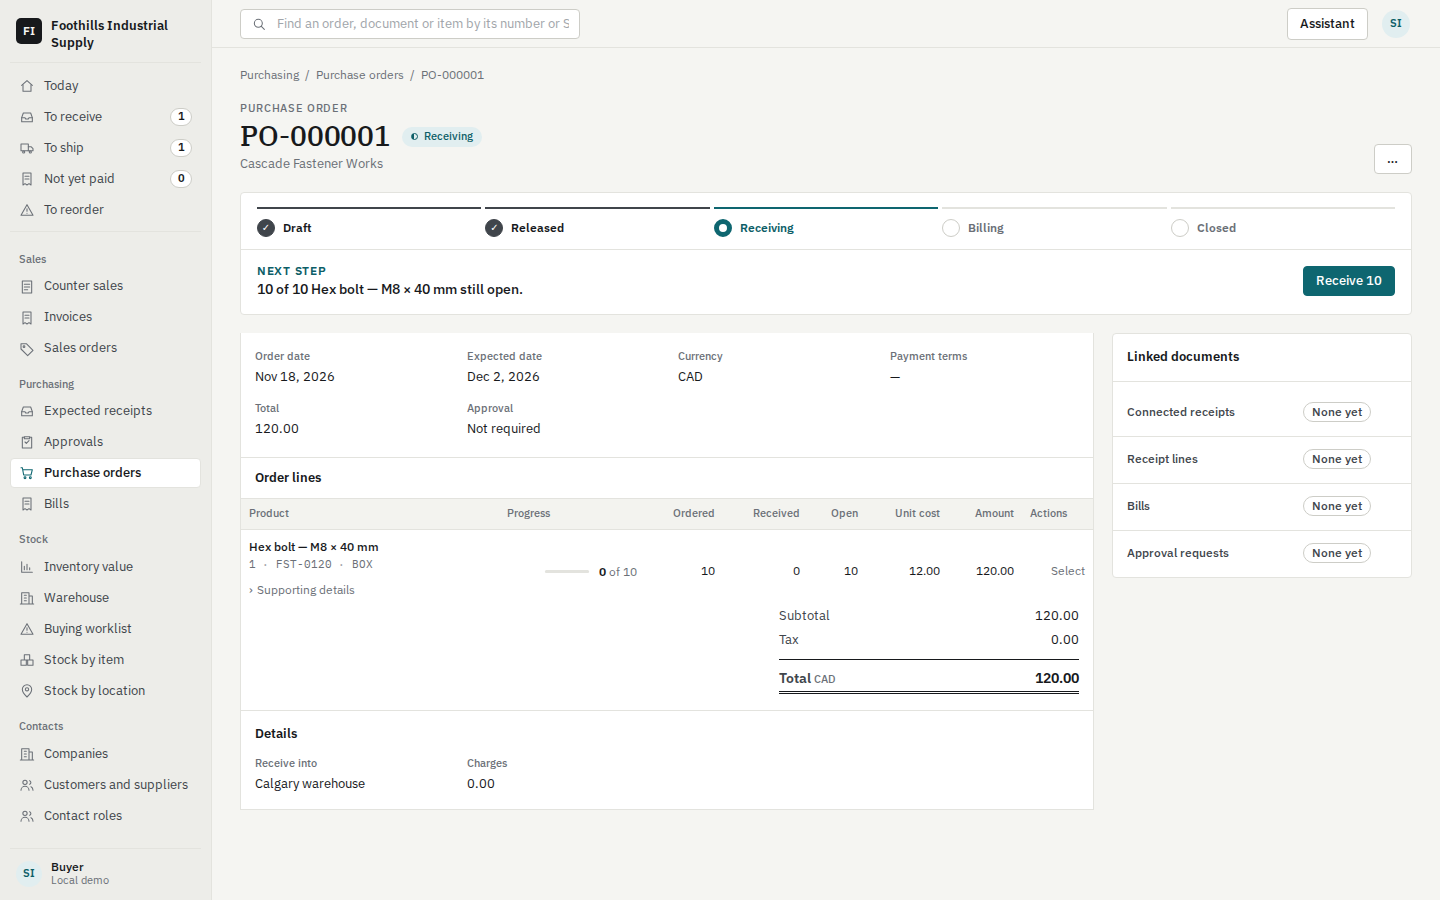 FI
Foothills Industrial
Supply
Today
To receive 1
To ship 1
Not yet paid 0
To reorder
Sales
Counter sales
Invoices
Sales orders
Purchasing
Expected receipts
Approvals
Purchase orders
Bills
Stock
Inventory value
Warehouse
Buying worklist
Stock by item
Stock by location
Contacts
Companies
Customers and suppliers
Contact roles
SI
Buyer
Local demo
Find an order, document or item by its number or S
Assistant
SI
Purchasing / Purchase orders / PO-000001
PURCHASE ORDER
PO-000001
Receiving
Cascade Fastener Works
...
Draft
Released
Receiving
Billing
Closed
NEXT STEP
10 of 10 Hex bolt — M8 × 40 mm still open.
Receive 10
Order date Expected date Currency Payment terms
Nov 18, 2026 Dec 2, 2026 CAD —
Total Approval
120.00 Not required
Order lines
Product Progress Ordered Received Open Unit cost Amount Actions
Hex bolt — M8 × 40 mm
1 · FST-0120 · BOX
0 of 10 10 0 10 12.00 120.00 Select
› Supporting details
Subtotal 120.00
Tax 0.00
Total CAD 120.00
Details
Receive into Charges
Calgary warehouse 0.00
Linked documents
Connected receipts None yet
Receipt lines None yet
Bills None yet
Approval requests None yet